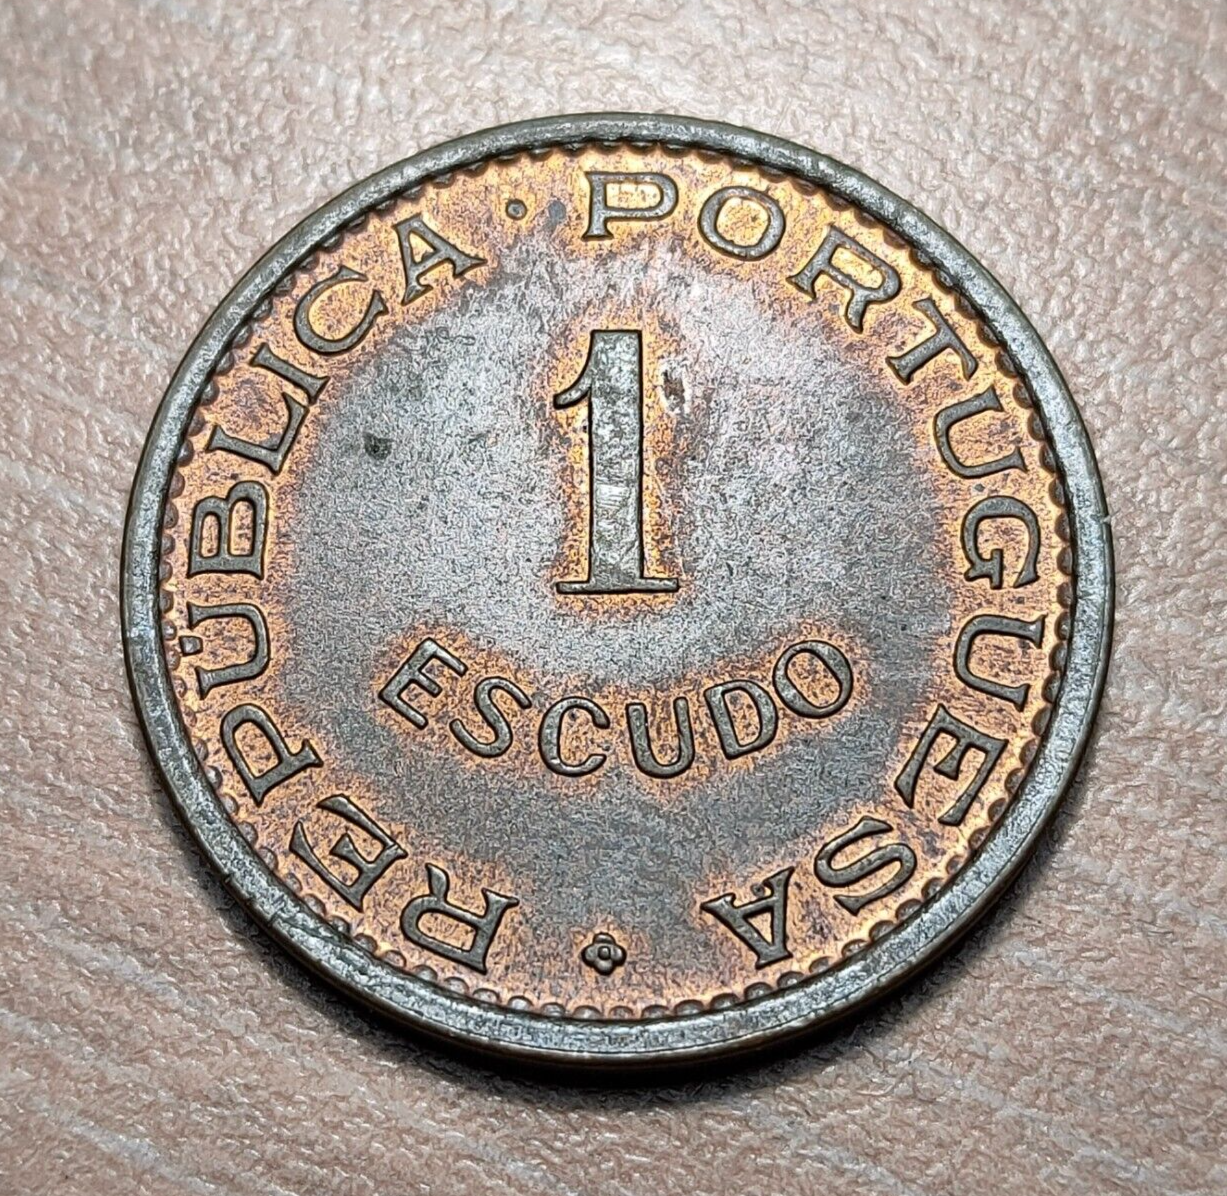 REPÚBLICA · PORTUGUESA
1
ESCUDO